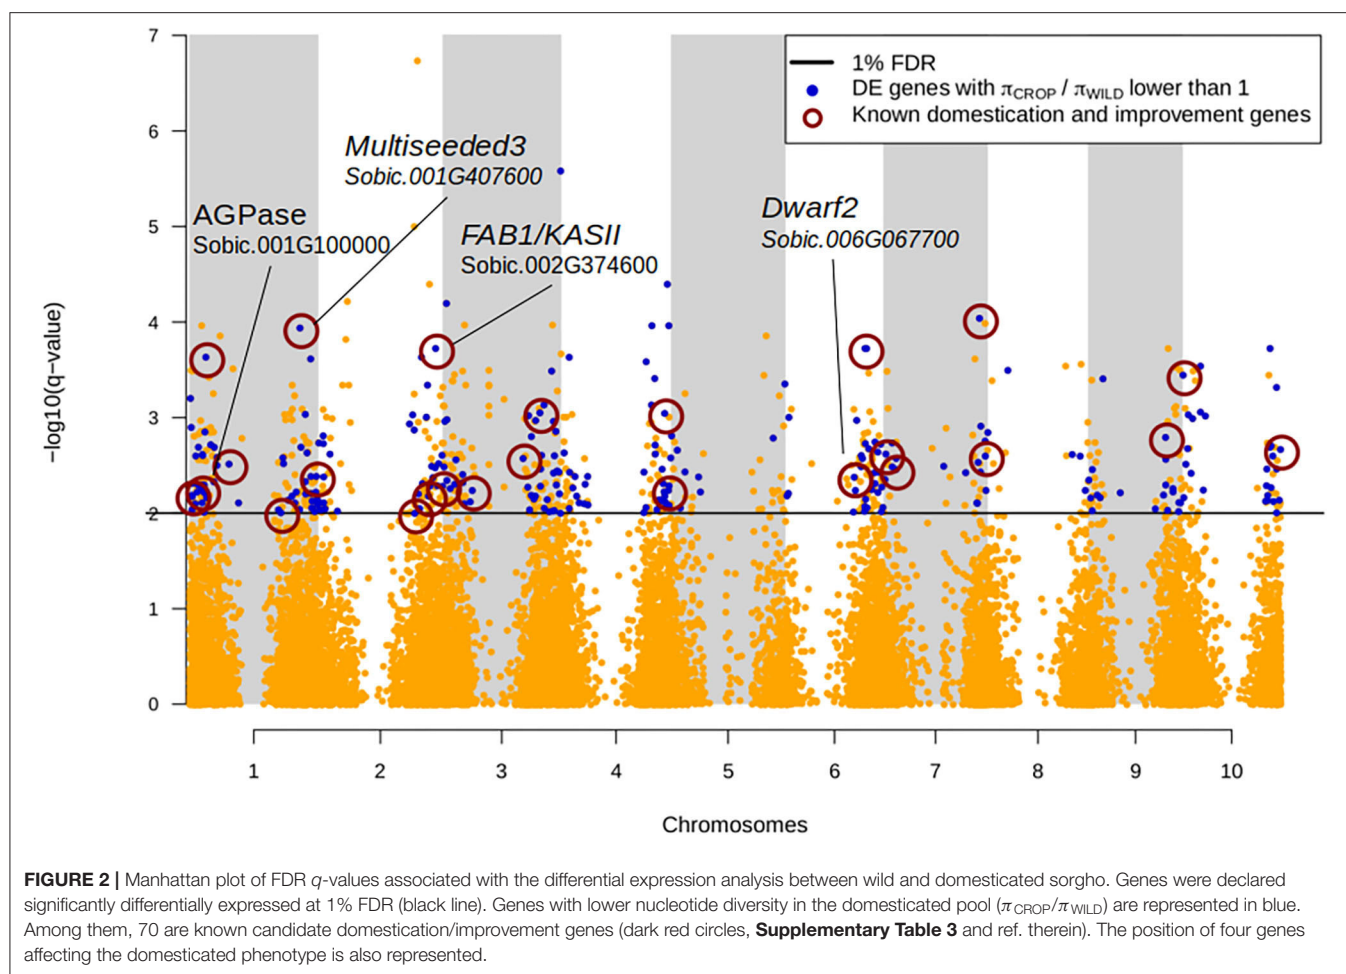 7
6
5
4
3
2
1
0
−log10(q−value)
1% FDR
DE genes with πCROP / πWILD lower than 1
Known domestication and improvement genes
Multiseeded3
Sobic.001G407600
AGPase
Sobic.001G100000
FAB1/KASII
Sobic.002G374600
Dwarf2
Sobic.006G067700
1 2 3 4 5 6 7 8 9 10
Chromosomes
FIGURE 2 | Manhattan plot of FDR q-values associated with the differential expression analysis between wild and domesticated sorgho. Genes were declared
significantly differentially expressed at 1% FDR (black line). Genes with lower nucleotide diversity in the domesticated pool (πCROP/πWILD) are represented in blue.
Among them, 70 are known candidate domestication/improvement genes (dark red circles, Supplementary Table 3 and ref. therein). The position of four genes
affecting the domesticated phenotype is also represented.